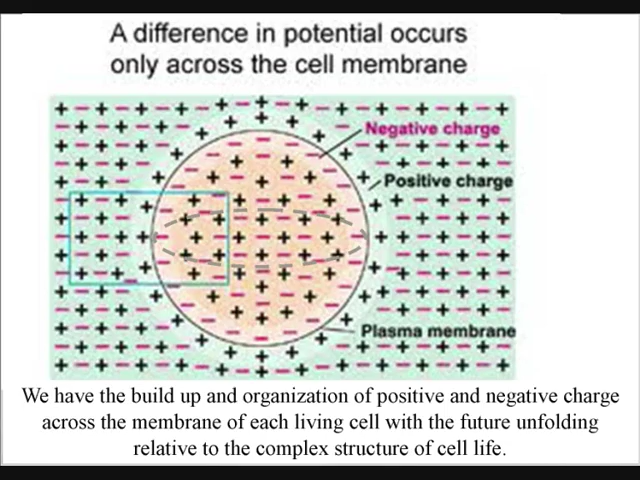 A difference in potential occurs
only across the cell membrane
Negative charge
Positive charge
Plasma membrane
We have the build up and organization of positive and negative charge
across the membrane of each living cell with the future unfolding
relative to the complex structure of cell life.